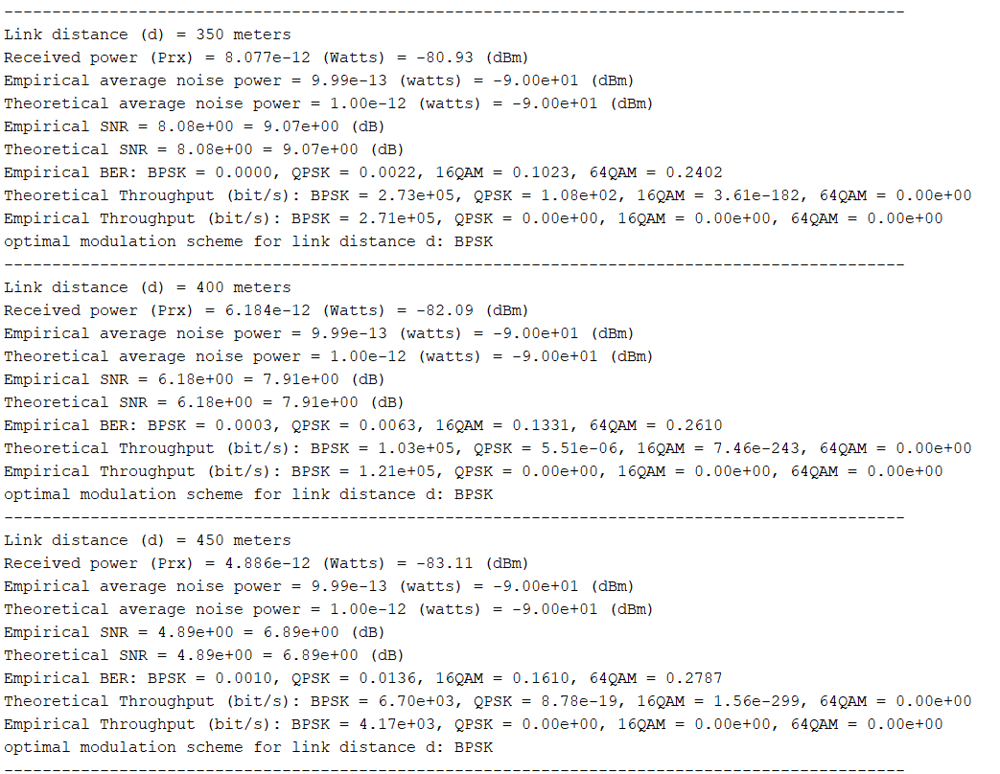 ----------------------------------------------------------------------------------------------
Link distance (d) = 350 meters
Received power (Prx) = 8.077e-12 (Watts) = -80.93 (dBm)
Empirical average noise power = 9.99e-13 (watts) = -9.00e+01 (dBm)
Theoretical average noise power = 1.00e-12 (watts) = -9.00e+01 (dBm)
Empirical SNR = 8.08e+00 = 9.07e+00 (dB)
Theoretical SNR = 8.08e+00 = 9.07e+00 (dB)
Empirical BER: BPSK = 0.0000, QPSK = 0.0022, 16QAM = 0.1023, 64QAM = 0.2402
Theoretical Throughput (bit/s): BPSK = 2.73e+05, QPSK = 1.08e+02, 16QAM = 3.61e-182, 64QAM = 0.00e+00
Empirical Throughput (bit/s): BPSK = 2.71e+05, QPSK = 0.00e+00, 16QAM = 0.00e+00, 64QAM = 0.00e+00
optimal modulation scheme for link distance d: BPSK
----------------------------------------------------------------------------------------------
Link distance (d) = 400 meters
Received power (Prx) = 6.184e-12 (Watts) = -82.09 (dBm)
Empirical average noise power = 9.99e-13 (watts) = -9.00e+01 (dBm)
Theoretical average noise power = 1.00e-12 (watts) = -9.00e+01 (dBm)
Empirical SNR = 6.18e+00 = 7.91e+00 (dB)
Theoretical SNR = 6.18e+00 = 7.91e+00 (dB)
Empirical BER: BPSK = 0.0003, QPSK = 0.0063, 16QAM = 0.1331, 64QAM = 0.2610
Theoretical Throughput (bit/s): BPSK = 1.03e+05, QPSK = 5.51e-06, 16QAM = 7.46e-243, 64QAM = 0.00e+00
Empirical Throughput (bit/s): BPSK = 1.21e+05, QPSK = 0.00e+00, 16QAM = 0.00e+00, 64QAM = 0.00e+00
optimal modulation scheme for link distance d: BPSK
----------------------------------------------------------------------------------------------
Link distance (d) = 450 meters
Received power (Prx) = 4.886e-12 (Watts) = -83.11 (dBm)
Empirical average noise power = 9.99e-13 (watts) = -9.00e+01 (dBm)
Theoretical average noise power = 1.00e-12 (watts) = -9.00e+01 (dBm)
Empirical SNR = 4.89e+00 = 6.89e+00 (dB)
Theoretical SNR = 4.89e+00 = 6.89e+00 (dB)
Empirical BER: BPSK = 0.0010, QPSK = 0.0136, 16QAM = 0.1610, 64QAM = 0.2787
Theoretical Throughput (bit/s): BPSK = 6.70e+03, QPSK = 8.78e-19, 16QAM = 1.56e-299, 64QAM = 0.00e+00
Empirical Throughput (bit/s): BPSK = 4.17e+03, QPSK = 0.00e+00, 16QAM = 0.00e+00, 64QAM = 0.00e+00
optimal modulation scheme for link distance d: BPSK
----------------------------------------------------------------------------------------------